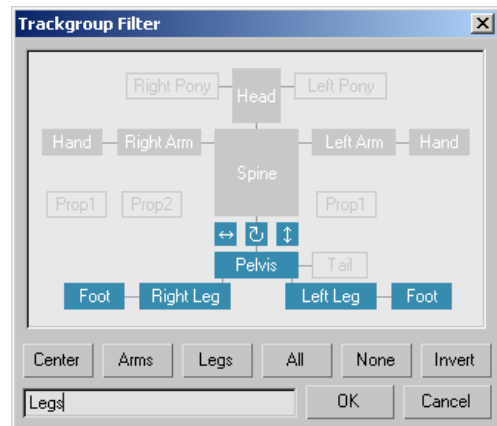 Trackgroup Filter
Right Pony Head Left Pony
Hand Right Arm Left Arm Hand
Spine
Prop1 Prop2 Prop1
Pelvis Tail
Foot Right Leg Left Leg Foot
Center Arms Legs All None Invert
Legs OK Cancel